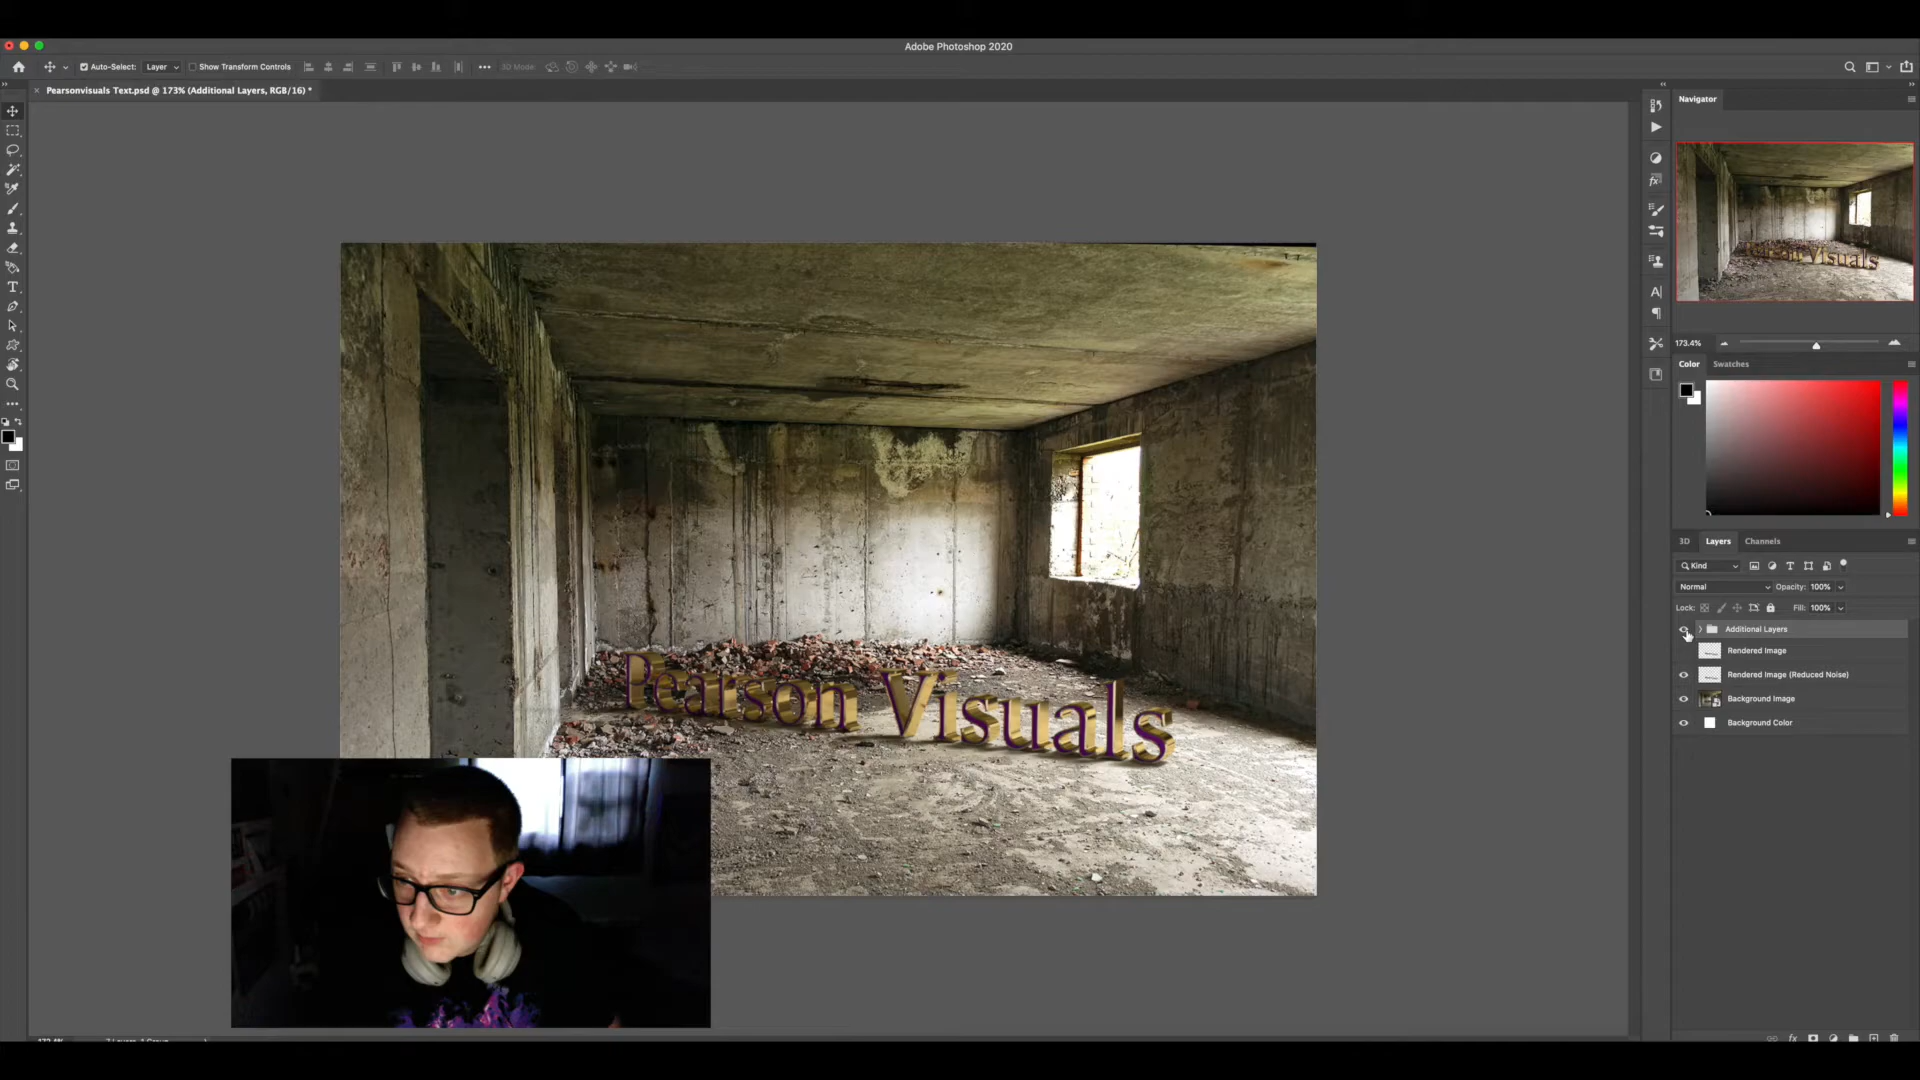 Adobe Photoshop 2020
Auto-Select: Layer Show Transform Controls ••• 3D Mode:
× Pearsonvisuals Text.psd @ 173% (Additional Layers, RGB/16) *
Navigator
173.4%
Color Swatches
3D Layers Channels
Kind
Normal Opacity: 100%
Lock: Fill: 100%
Additional Layers
Rendered Image
Rendered Image (Reduced Noise)
Background Image
Background Color
Pearson Visuals